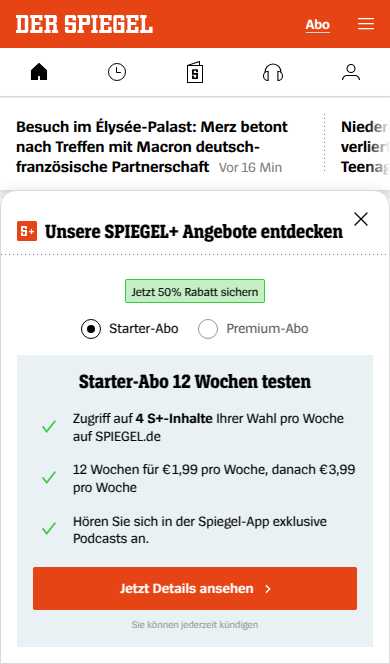 DER SPIEGEL
Abo
Besuch im Élysée-Palast: Merz betont
nach Treffen mit Macron deutsch-
französische Partnerschaft Vor 16 Min
S+ Unsere SPIEGEL+ Angebote entdecken
Jetzt 50% Rabatt sichern
Starter-Abo Premium-Abo
Starter-Abo 12 Wochen testen
Zugriff auf 4 S+-Inhalte Ihrer Wahl pro Woche
auf SPIEGEL.de
12 Wochen für €1,99 pro Woche, danach €3,99
pro Woche
Hören Sie sich in der Spiegel-App exklusive
Podcasts an.
Jetzt Details ansehen
Sie können jederzeit kündigen